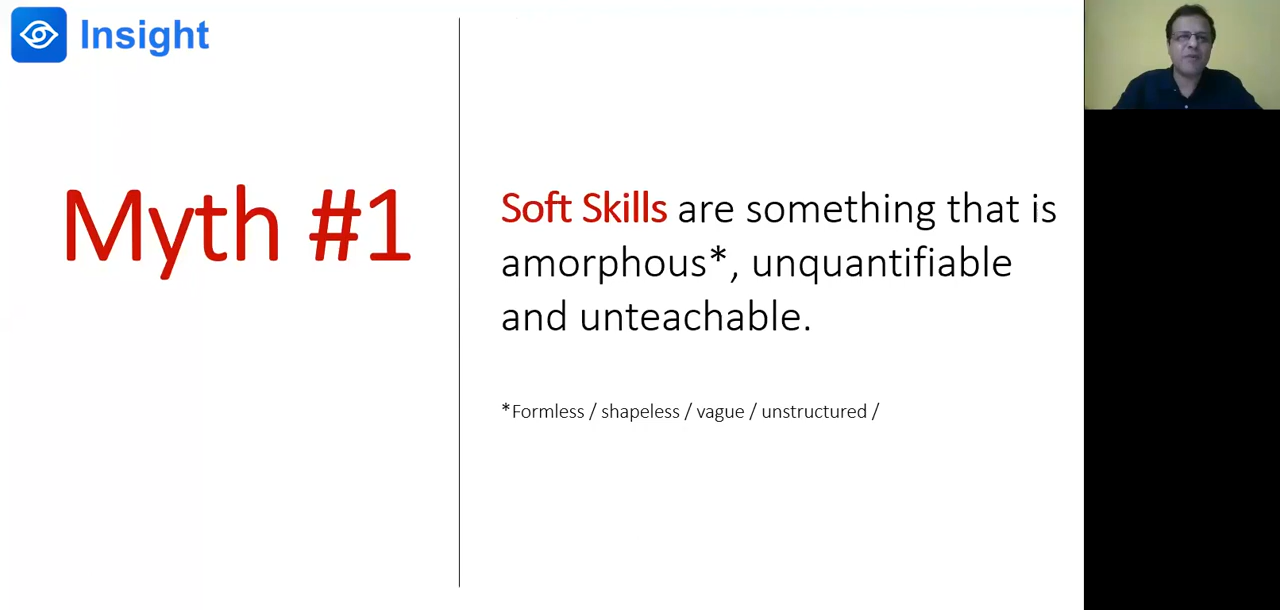 Insight
Myth #1
Soft Skills are something that is
amorphous*, unquantifiable
and unteachable.
*Formless / shapeless / vague / unstructured /